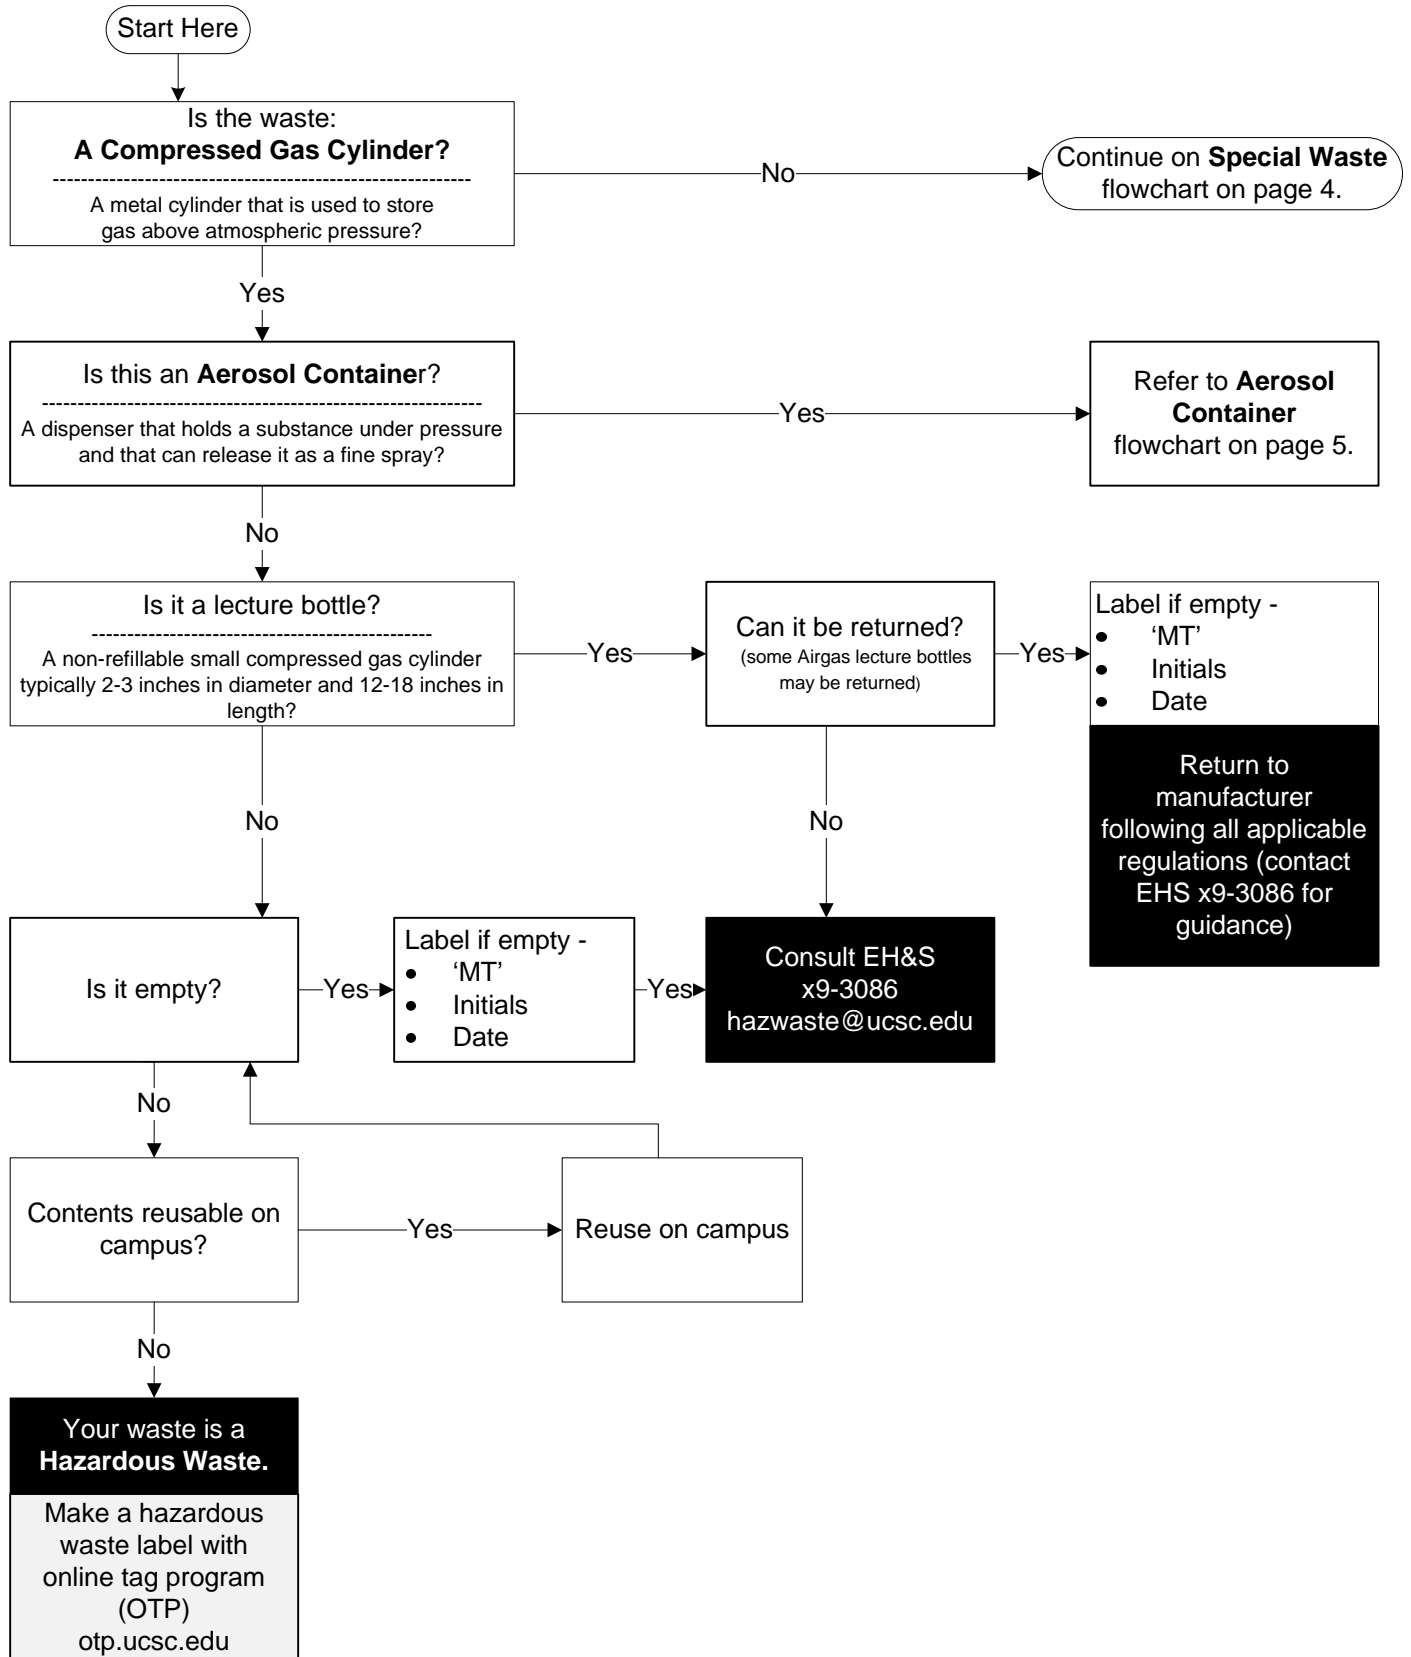 Start Here
Is the waste:
A Compressed Gas Cylinder?
-----------------------------------------------------------
A metal cylinder that is used to store
gas above atmospheric pressure?
No
Continue on Special Waste
flowchart on page 4.
Yes
Is this an Aerosol Container?
--------------------------------------------------------------
A dispenser that holds a substance under pressure
and that can release it as a fine spray?
Yes
Refer to Aerosol
Container
flowchart on page 5.
No
Is it a lecture bottle?
------------------------------------------------
A non-refillable small compressed gas cylinder
typically 2-3 inches in diameter and 12-18 inches in
length?
Yes
Can it be returned?
(some Airgas lecture bottles
may be returned)
Yes
Label if empty -
• ‘MT’
• Initials
• Date
Return to
manufacturer
following all applicable
regulations (contact
EHS x9-3086 for
guidance)
No
No
Is it empty?
Yes
Label if empty -
• ‘MT’
• Initials
• Date
Yes
Consult EH&S
x9-3086
hazwaste@ucsc.edu
No
Contents reusable on
campus?
Yes
Reuse on campus
No
Your waste is a
Hazardous Waste.
Make a hazardous
waste label with
online tag program
(OTP)
otp.ucsc.edu